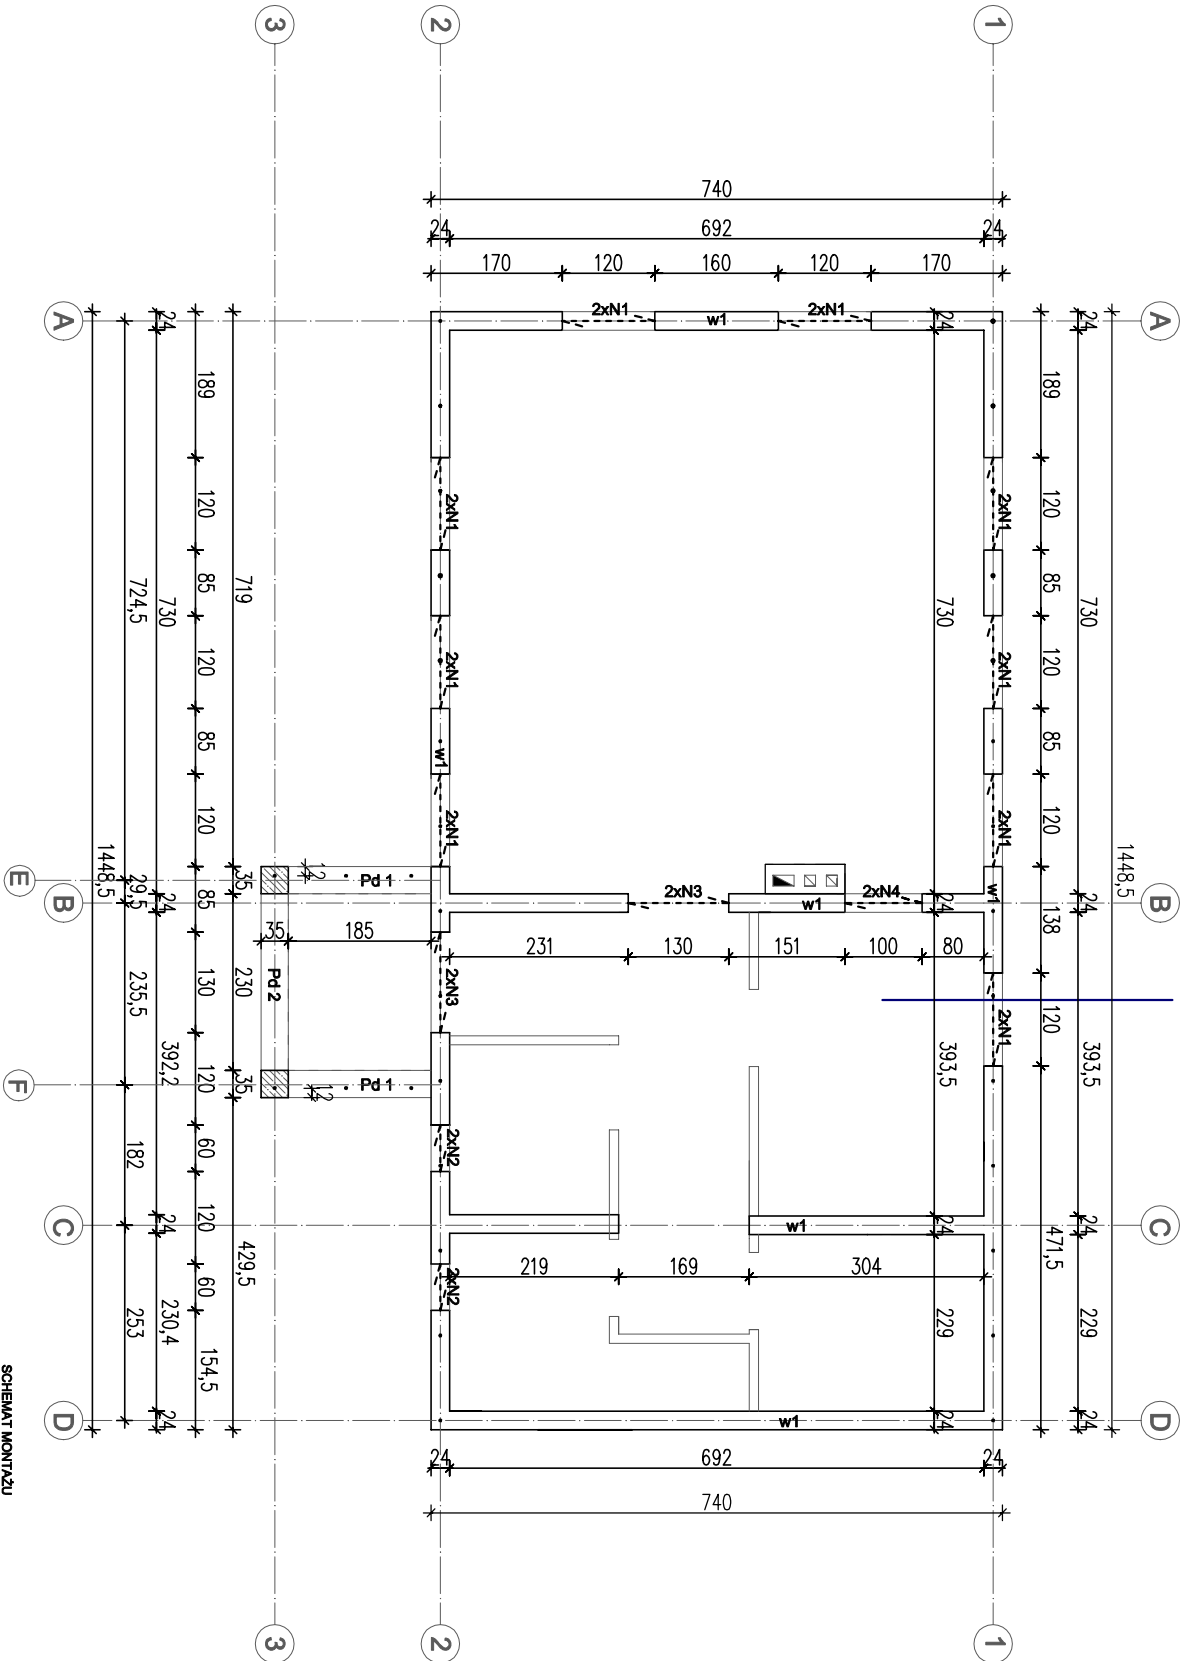 3
2
1
740
24
692
24
170
120
160
120
170
A
24
2xN1
w1
2xN1
24
24
A
189
189
120
2xN1
2xN1
120
85
85
724,5
730
719
730
730
120
2xN1
2xN1
120
85
w1
85
120
2xN1
2xN1
120
1448,5
1448,5
E
29,5
35
12
Pd 1
B
24
85
2xN3
w1
2xN4
24
w1
24
B
138
35
185
231
130
151
100
80
235,5
130
230
Pd 2
2xN3
2xN1
120
392,2
393,5
393,5
F
120
35
12
Pd 1
182
60
2xN2
C
24
120
w1
24
24
C
429,5
471,5
219
169
304
60
2xN2
253
230,4
154,5
229
229
D
24
w1
24
24
D
24
692
24
740
3
2
1
SCHEMAT MONTAŻU